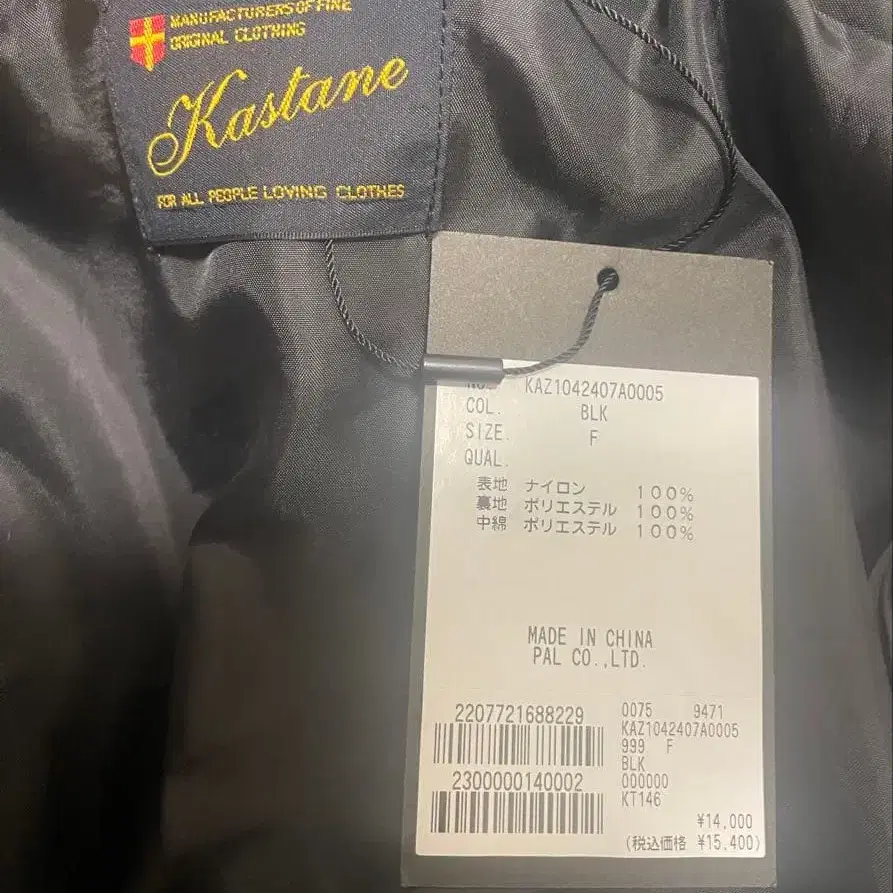 MANUFACTURERS OF FINE
ORIGINAL CLOTHING
Kastane
FOR ALL PEOPLE LOVING CLOTHES
KAZ1042407A0005
COL. BLK
SIZE. F
QUAL.
表地 ナイロン 100%
裏地 ポリエステル 100%
中綿 ポリエステル 100%
MADE IN CHINA
PAL CO.,LTD.
2207721688229
2300000140002
0075 9471
KAZ1042407A0005
999 F
BLK
000000
KT146
¥14,000
(税込価格 ¥15,400)